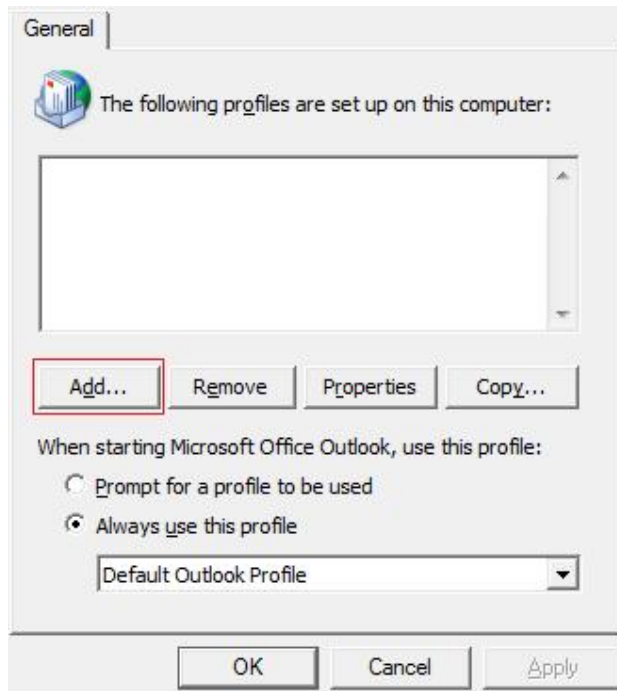 General
The following profiles are set up on this computer:
Add... Remove Properties Copy...
When starting Microsoft Office Outlook, use this profile:
Prompt for a profile to be used
Always use this profile
Default Outlook Profile
OK Cancel Apply